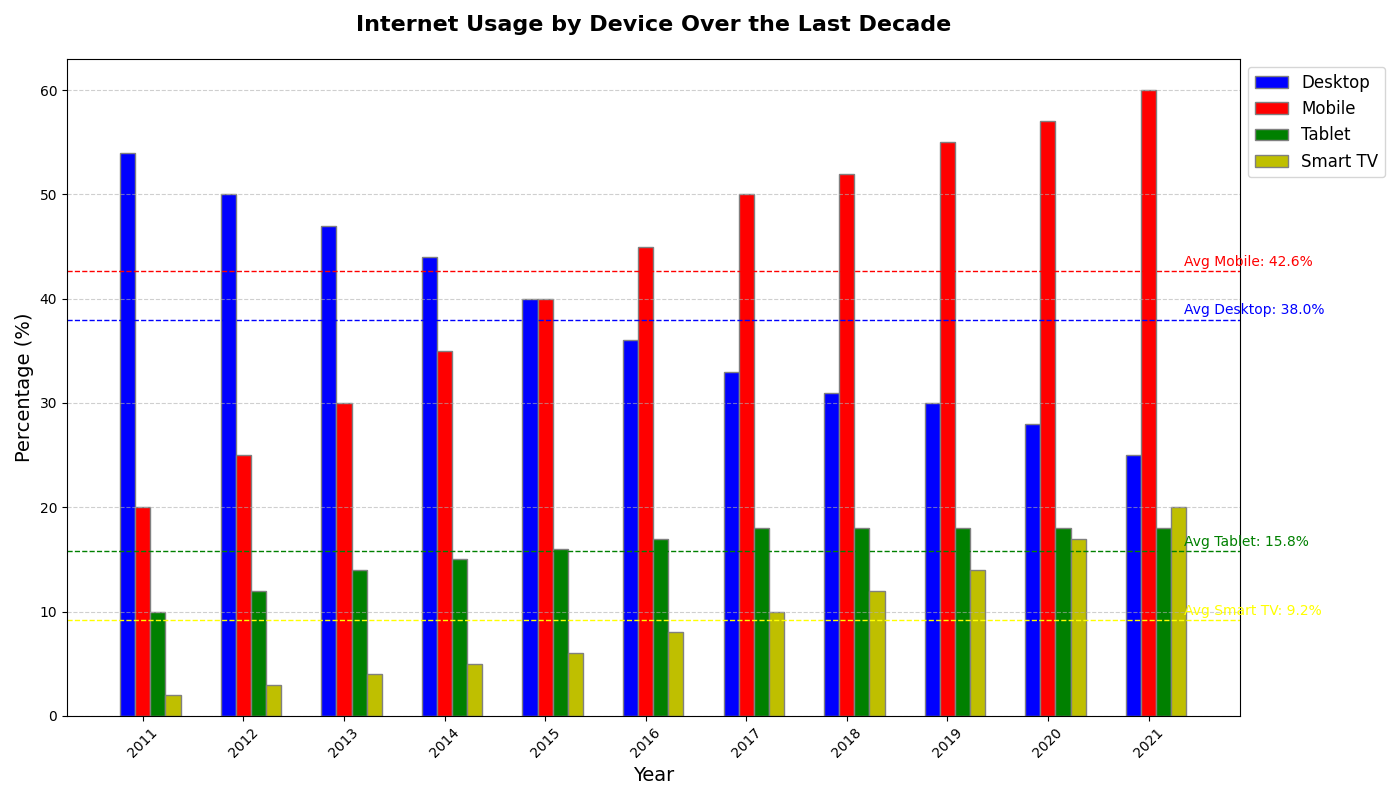 Internet Usage by Device Over the Last Decade
Desktop
Mobile
Tablet
Smart TV
60
50
40
30
20
10
0
Percentage (%)
Avg Mobile: 42.6%
Avg Desktop: 38.0%
Avg Tablet: 15.8%
Avg Smart TV: 9.2%
2011
2012
2013
2014
2015
2016
2017
2018
2019
2020
2021
Year